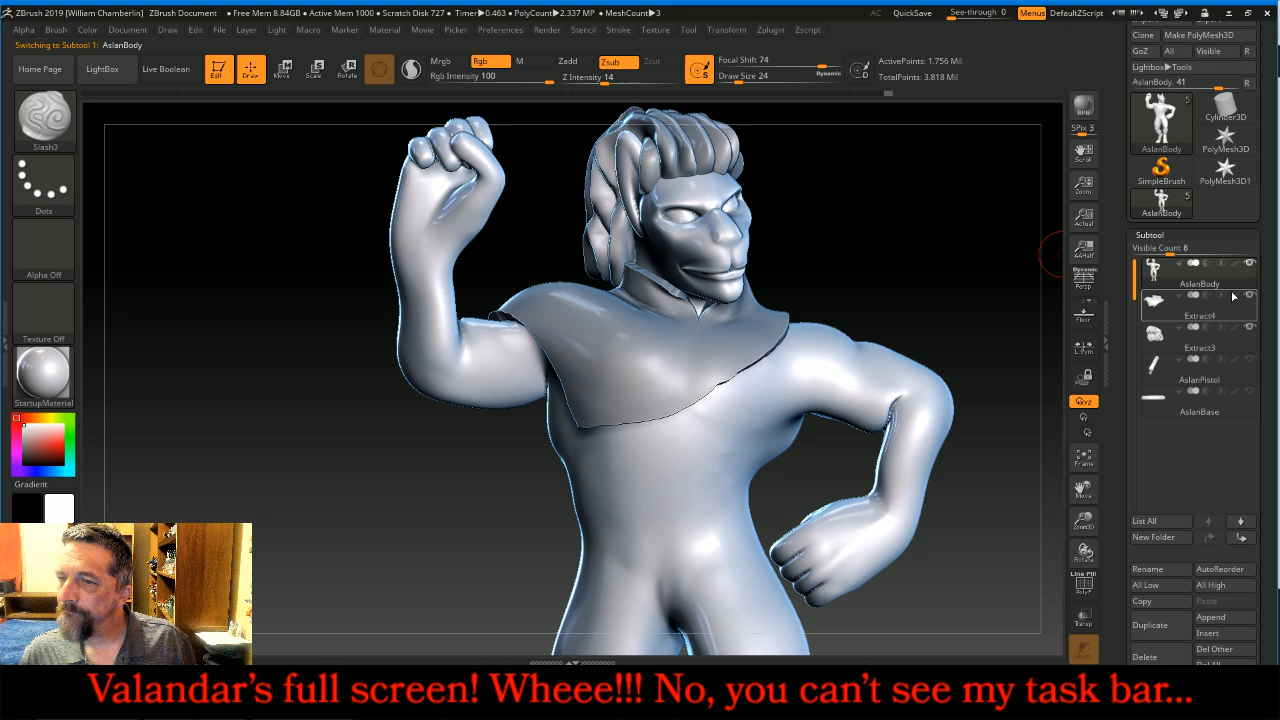 ZBrush 2019 [William Chamberlin]   ZBrush Document   • Free Mem 8.84GB • Active Mem 1000 • Scratch Disk 727 • Timer▶0.463 • PolyCount▶2.337 MP • MeshCount▶3   AC   QuickSave   See-through 0   Menus   DefaultZScript
Alpha Brush Color Document Draw Edit File Layer Light Macro Marker Material Movie Picker Preferences Render Stencil Stroke Texture Tool Transform Zplugin Zscript
Switching to Subtool 1: AslanBody
Home Page LightBox Live Boolean
Edit Draw Move Scale Rotate
Mrgb Rgb M
Rgb Intensity 100
Zadd Zsub Zcut
Z Intensity 14
Focal Shift 74
Draw Size 24 Dynamic
ActivePoints: 1.756 Mil
TotalPoints: 3.818 Mil
Slash3
Dots
Alpha Off
Texture Off
StartupMaterial
Gradient
BPR
SPix 3
Scroll
Zoom
Actual
AAHalf
Dynamic
Persp
Floor
L.Sym
Frame
Move
Zoom3D
Rotate
Line Fill
PolyF
Transp
Clone Make PolyMesh3D
GoZ All Visible R
Lightbox▶Tools
AslanBody. 41 R
5
AslanBody
Cylinder3D
PolyMesh3D
SimpleBrush
PolyMesh3D1
5
AslanBody
Subtool
Visible Count 8
AslanBody
Extract4
Extract3
AslanPistol
AslanBase
List All
New Folder
Rename AutoReorder
All Low All High
Copy Paste
Duplicate Append
Insert
Delete Del Other
Valandar's full screen! Wheee!!! No, you can't see my task bar...